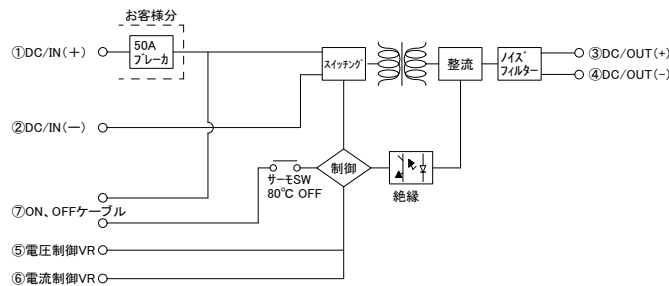 お客様分
①DC/IN(+)
50A
ブレーカ
スイッチング
整流
ノイズ
フィルター
③DC/OUT(+)
④DC/OUT(-)
②DC/IN(ー)
制御
サーモSW
80℃ OFF
絶縁
⑦ON、OFFケーブル
⑤電圧制御VR
⑥電流制御VR